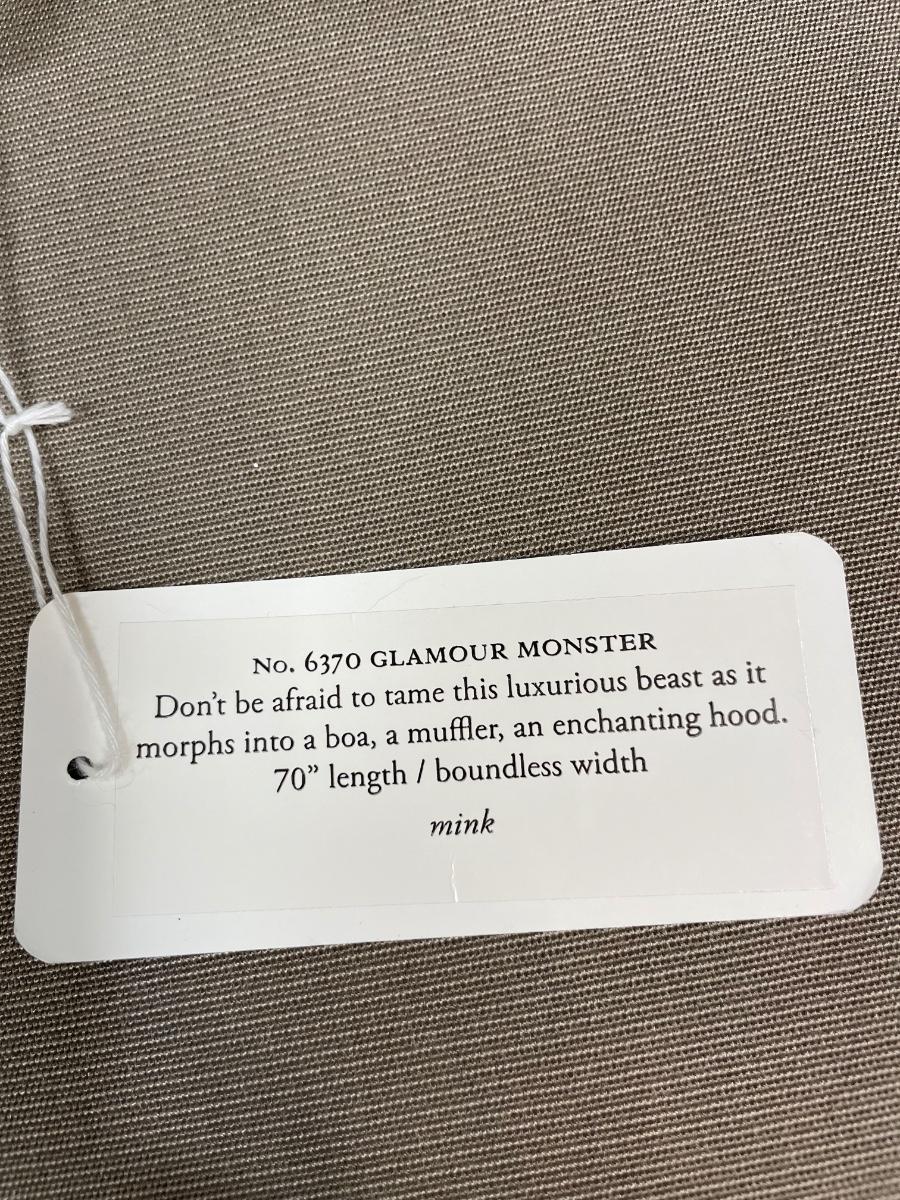 No. 6370 GLAMOUR MONSTER
Don’t be afraid to tame this luxurious beast as it
morphs into a boa, a muffler, an enchanting hood.
70” length / boundless width
mink